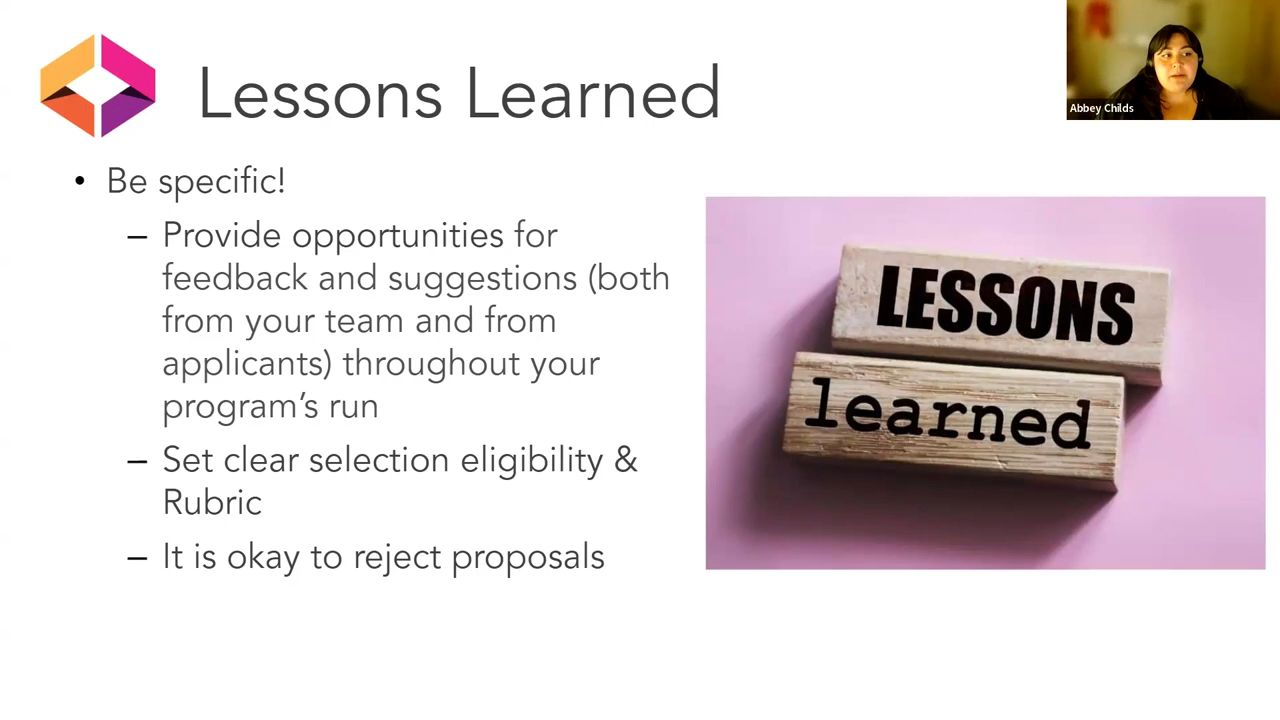 Lessons Learned
Abbey Childs
• Be specific!
– Provide opportunities for
feedback and suggestions (both
from your team and from
applicants) throughout your
program’s run
– Set clear selection eligibility &
Rubric
– It is okay to reject proposals
LESSONS
learned